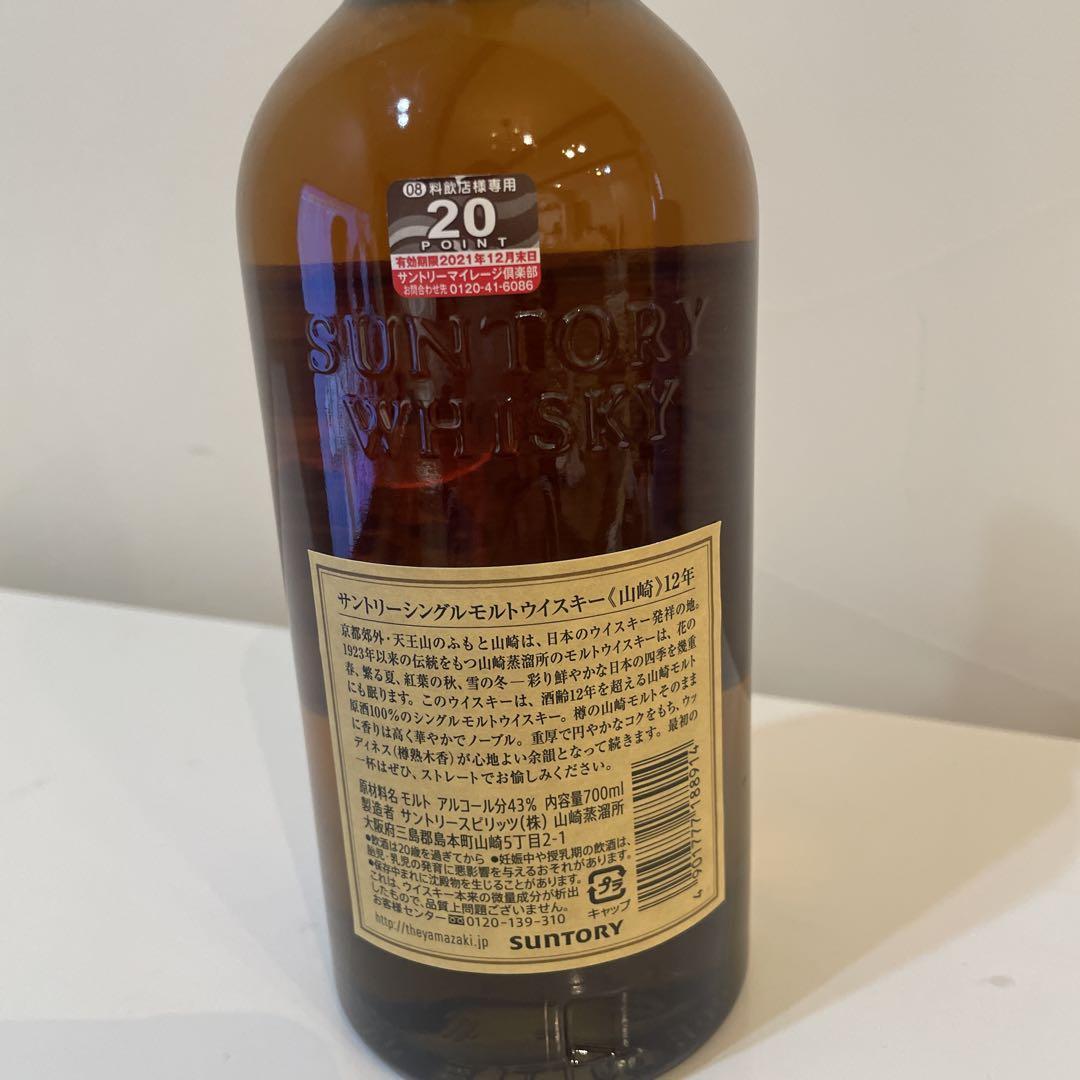 08 料飲店様専用
20
POINT
有効期限2021年12月末日
サントリーマイレージ倶楽部
お問合わせ先 0120-41-6086
SUNTORY
WHISKY
サントリーシングルモルトウイスキー《山崎》12年
京都郊外・天王山のふもと山崎は、日本のウイスキー発祥の地。
1923年以来の伝統をもつ山崎蒸溜所のモルトウイスキーは、花の
春、繁る夏、紅葉の秋、雪の冬―彩り鮮やかな日本の四季を幾重
にも眠ります。このウイスキーは、酒齢12年を超える山崎モルト
原酒100%のシングルモルトウイスキー。樽の山崎モルトそのまま
に香りは高く華やかでノーブル。重厚で円やかなコクをもち、ウッ
ディネス(樽熟木香)が心地よい余韻となって続きます。最初の
一杯はぜひ、ストレートでお愉しみください。
原材料名 モルト アルコール分43% 内容量700ml
製造者 サントリースピリッツ(株) 山崎蒸溜所
大阪府三島郡島本町山崎5丁目2-1
●飲酒は20歳を過ぎてから ●妊娠中や授乳期の飲酒は、
胎児・乳児の発育に悪影響を与えるおそれがあります。
●保存中まれに沈殿物を生じることがあります。
これは、ウイスキー本来の微量成分が析出
したもので、品質上問題ございません。
お客様センター 0120-139-310
http://theyamazaki.jp
SUNTORY
プラ
キャップ
4 901777 188914